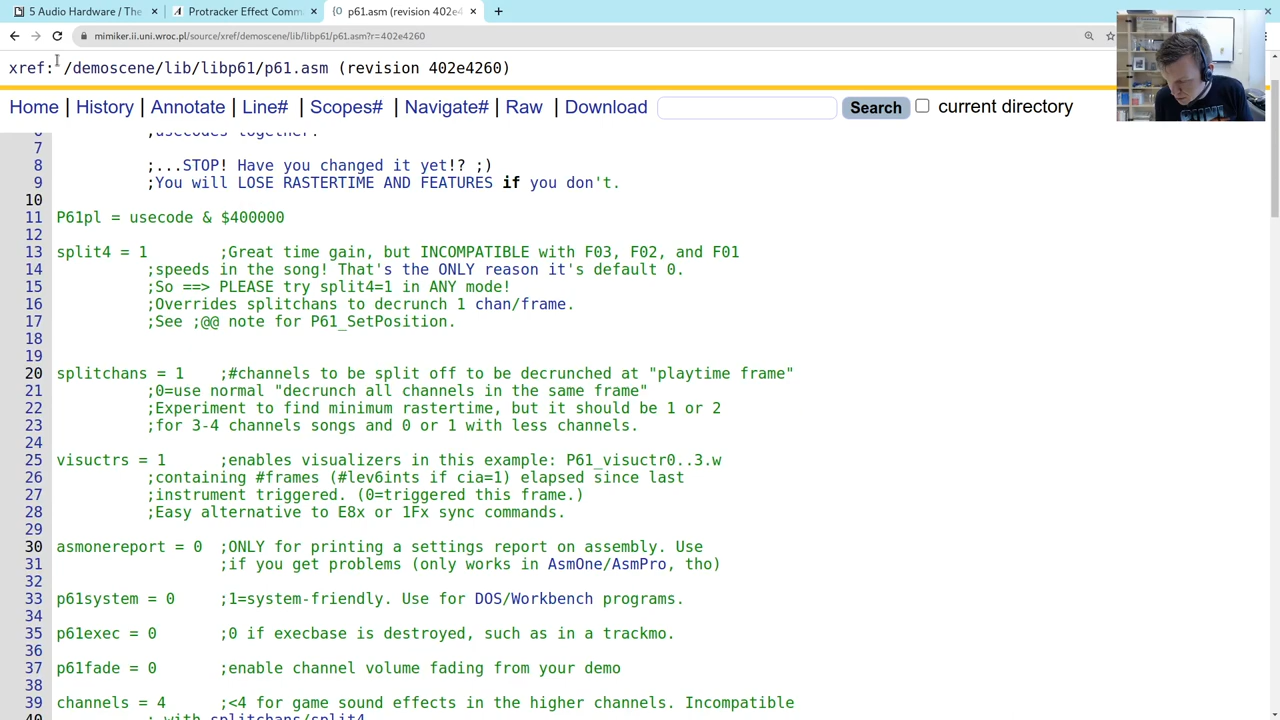 5 Audio Hardware / The
Protracker Effect Comm
p61.asm (revision 402e4
mimiker.ii.uni.wroc.pl/source/xref/demoscene/lib/libp61/p61.asm?r=402e4260
xref: /demoscene/lib/libp61/p61.asm (revision 402e4260)
Home | History | Annotate | Line# | Scopes# | Navigate# | Raw | Download Search current directory
6 ;usecodes together!
7
8 ;...STOP! Have you changed it yet!? ;)
9 ;You will LOSE RASTERTIME AND FEATURES if you don't.
10
11 P61pl = usecode & $400000
12
13 split4 = 1 ;Great time gain, but INCOMPATIBLE with F03, F02, and F01
14 ;speeds in the song! That's the ONLY reason it's default 0.
15 ;So ==> PLEASE try split4=1 in ANY mode!
16 ;Overrides splitchans to decrunch 1 chan/frame.
17 ;See ;@@ note for P61_SetPosition.
18
19
20 splitchans = 1 ;#channels to be split off to be decrunched at "playtime frame"
21 ;0=use normal "decrunch all channels in the same frame"
22 ;Experiment to find minimum rastertime, but it should be 1 or 2
23 ;for 3-4 channels songs and 0 or 1 with less channels.
24
25 visuctrs = 1 ;enables visualizers in this example: P61_visuctr0..3.w
26 ;containing #frames (#lev6ints if cia=1) elapsed since last
27 ;instrument triggered. (0=triggered this frame.)
28 ;Easy alternative to E8x or 1Fx sync commands.
29
30 asmonereport = 0 ;ONLY for printing a settings report on assembly. Use
31 ;if you get problems (only works in AsmOne/AsmPro, tho)
32
33 p61system = 0 ;1=system-friendly. Use for DOS/Workbench programs.
34
35 p61exec = 0 ;0 if execbase is destroyed, such as in a trackmo.
36
37 p61fade = 0 ;enable channel volume fading from your demo
38
39 channels = 4 ;<4 for game sound effects in the higher channels. Incompatible
40 ; with splitchans/split4